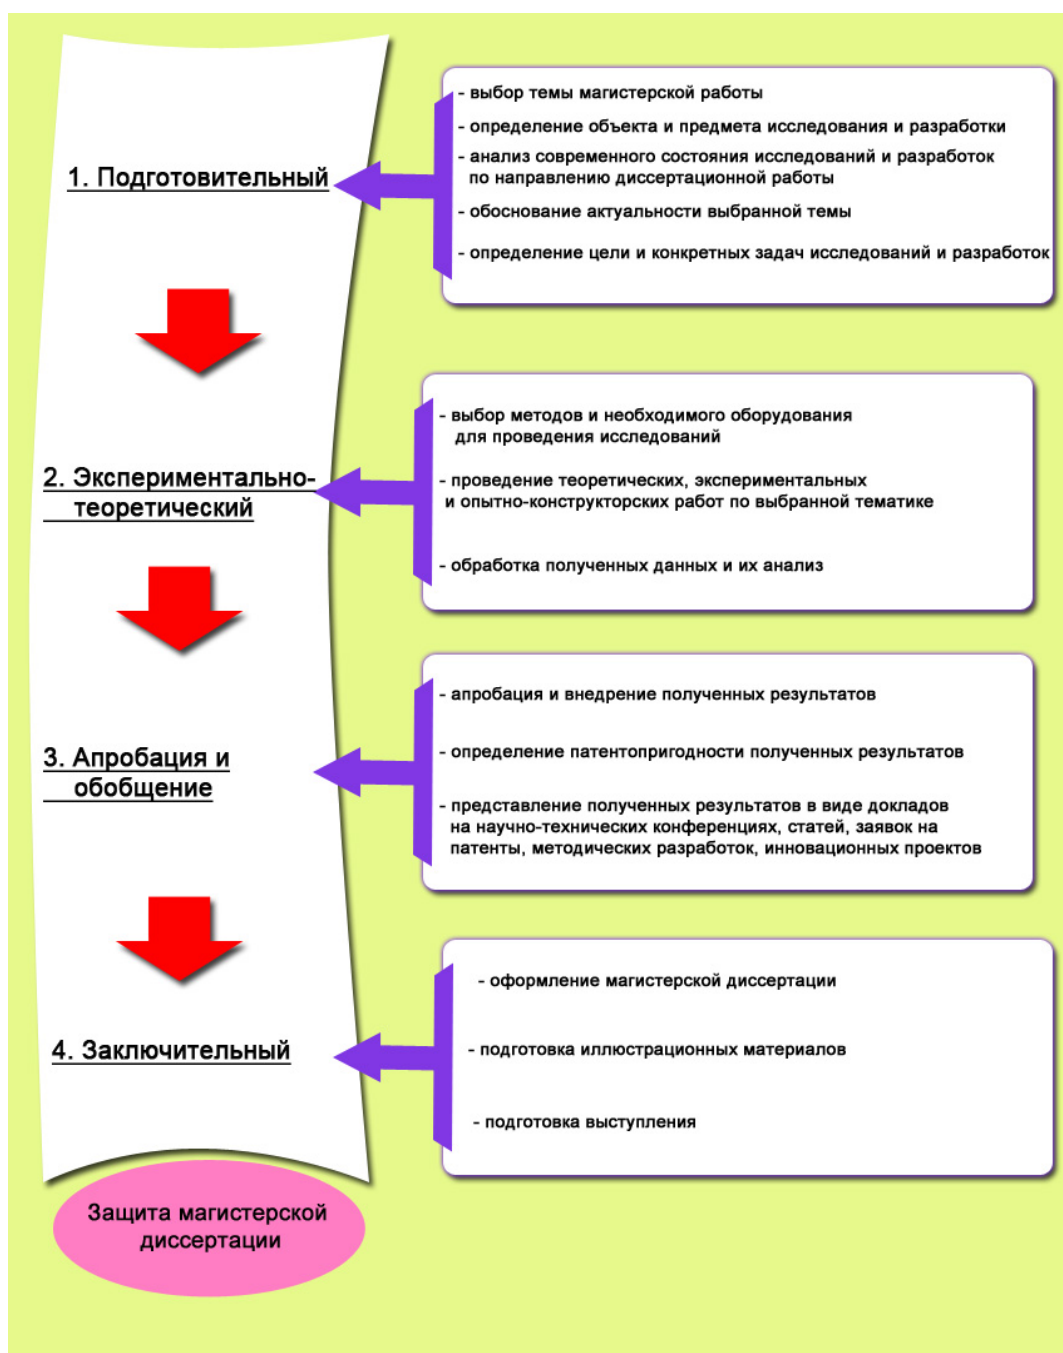 1. Подготовительный
- выбор темы магистерской работы
- определение объекта и предмета исследования и разработки
- анализ современного состояния исследований и разработок
по направлению диссертационной работы
- обоснование актуальности выбранной темы
- определение цели и конкретных задач исследований и разработок
2. Экспериментально-
теоретический
- выбор методов и необходимого оборудования
для проведения исследований
- проведение теоретических, экспериментальных
и опытно-конструкторских работ по выбранной тематике
- обработка полученных данных и их анализ
3. Апробация и
обобщение
- апробация и внедрение полученных результатов
- определение патентопригодности полученных результатов
- представление полученных результатов в виде докладов
на научно-технических конференциях, статей, заявок на
патенты, методических разработок, инновационных проектов
4. Заключительный
- оформление магистерской диссертации
- подготовка иллюстрационных материалов
- подготовка выступления
Защита магистерской
диссертации